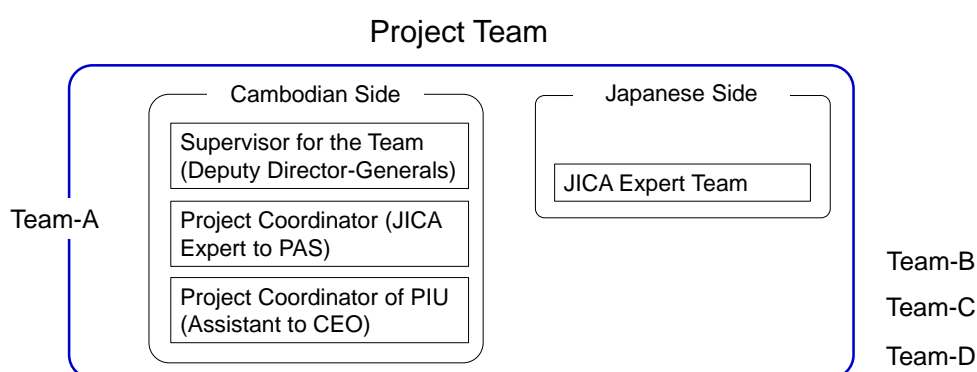 Project Team
Cambodian Side
Japanese Side
Supervisor for the Team
(Deputy Director-Generals)
JICA Expert Team
Team-A
Project Coordinator (JICA
Expert to PAS)
Project Coordinator of PIU
(Assistant to CEO)
Team-B
Team-C
Team-D